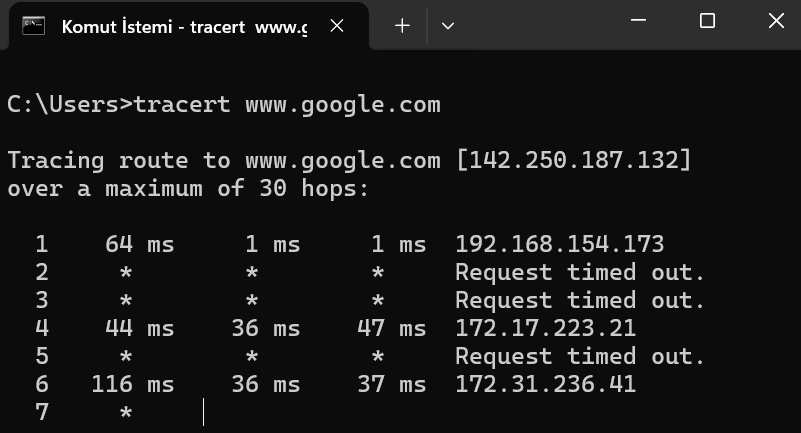 Komut İstemi - tracert  www.g
C:\Users>tracert www.google.com
Tracing route to www.google.com [142.250.187.132]
over a maximum of 30 hops:
1    64 ms     1 ms     1 ms  192.168.154.173
2     *        *        *     Request timed out.
3     *        *        *     Request timed out.
4    44 ms    36 ms    47 ms  172.17.223.21
5     *        *        *     Request timed out.
6   116 ms    36 ms    37 ms  172.31.236.41
7     *